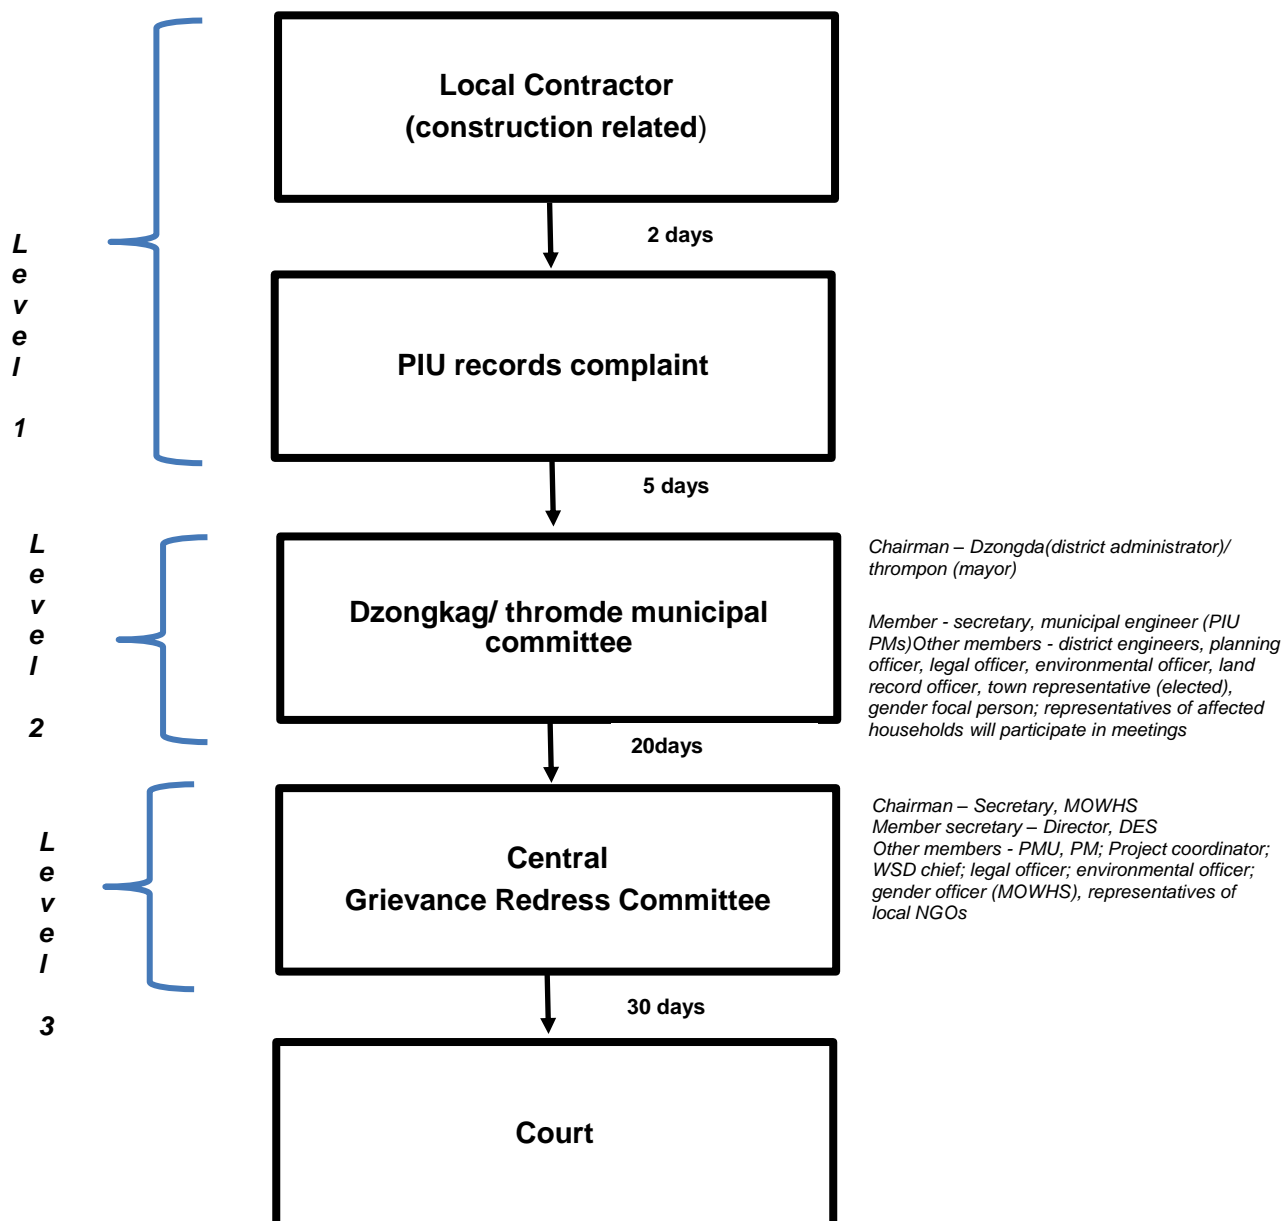 Local Contractor
(construction related)
2 days
Level 1
PIU records complaint
5 days
Level 2
Dzongkag/ thromde municipal
committee
Chairman – Dzongda(district administrator)/
thrompon (mayor)
Member - secretary, municipal engineer (PIU
PMs)Other members - district engineers, planning
officer, legal officer, environmental officer, land
record officer, town representative (elected),
gender focal person; representatives of affected
households will participate in meetings
20days
Level 3
Central
Grievance Redress Committee
Chairman – Secretary, MOWHS
Member secretary – Director, DES
Other members - PMU, PM; Project coordinator;
WSD chief; legal officer; environmental officer;
gender officer (MOWHS), representatives of
local NGOs
30 days
Court